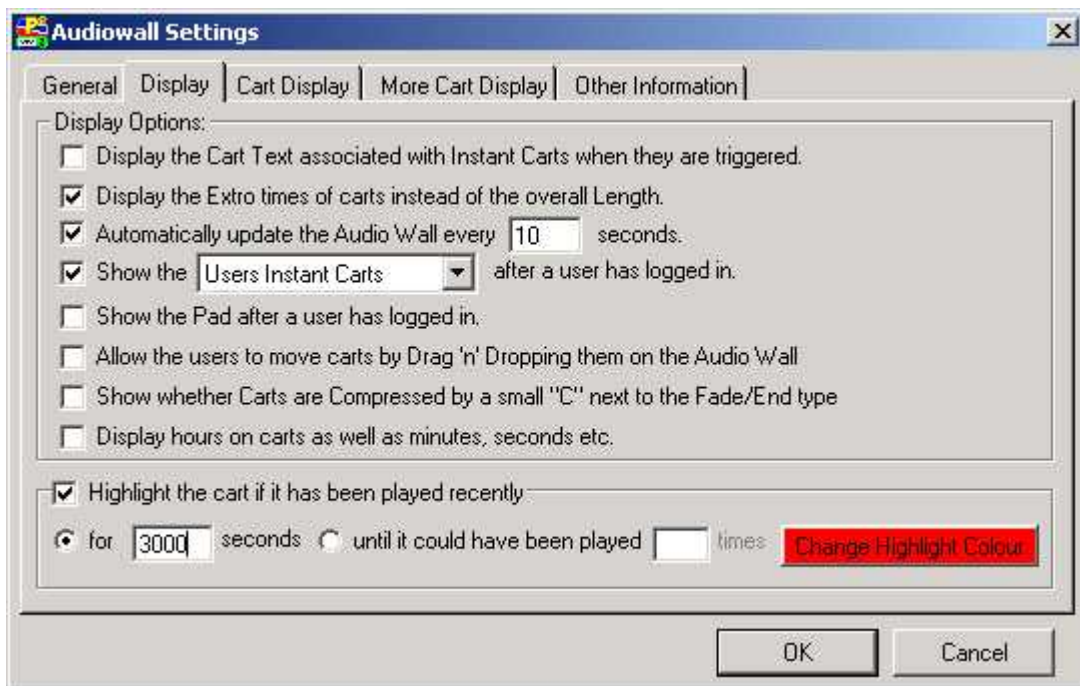 Audiowall Settings
General Display Cart Display More Cart Display Other Information
Display Options:
Display the Cart Text associated with Instant Carts when they are triggered.
Display the Extro times of carts instead of the overall Length.
Automatically update the Audio Wall every 10 seconds.
Show the Users Instant Carts after a user has logged in.
Show the Pad after a user has logged in.
Allow the users to move carts by Drag 'n' Dropping them on the Audio Wall
Show whether Carts are Compressed by a small "C" next to the Fade/End type
Display hours on carts as well as minutes, seconds etc.
Highlight the cart if it has been played recently
for 3000 seconds until it could have been played times Change Highlight Colour
OK Cancel